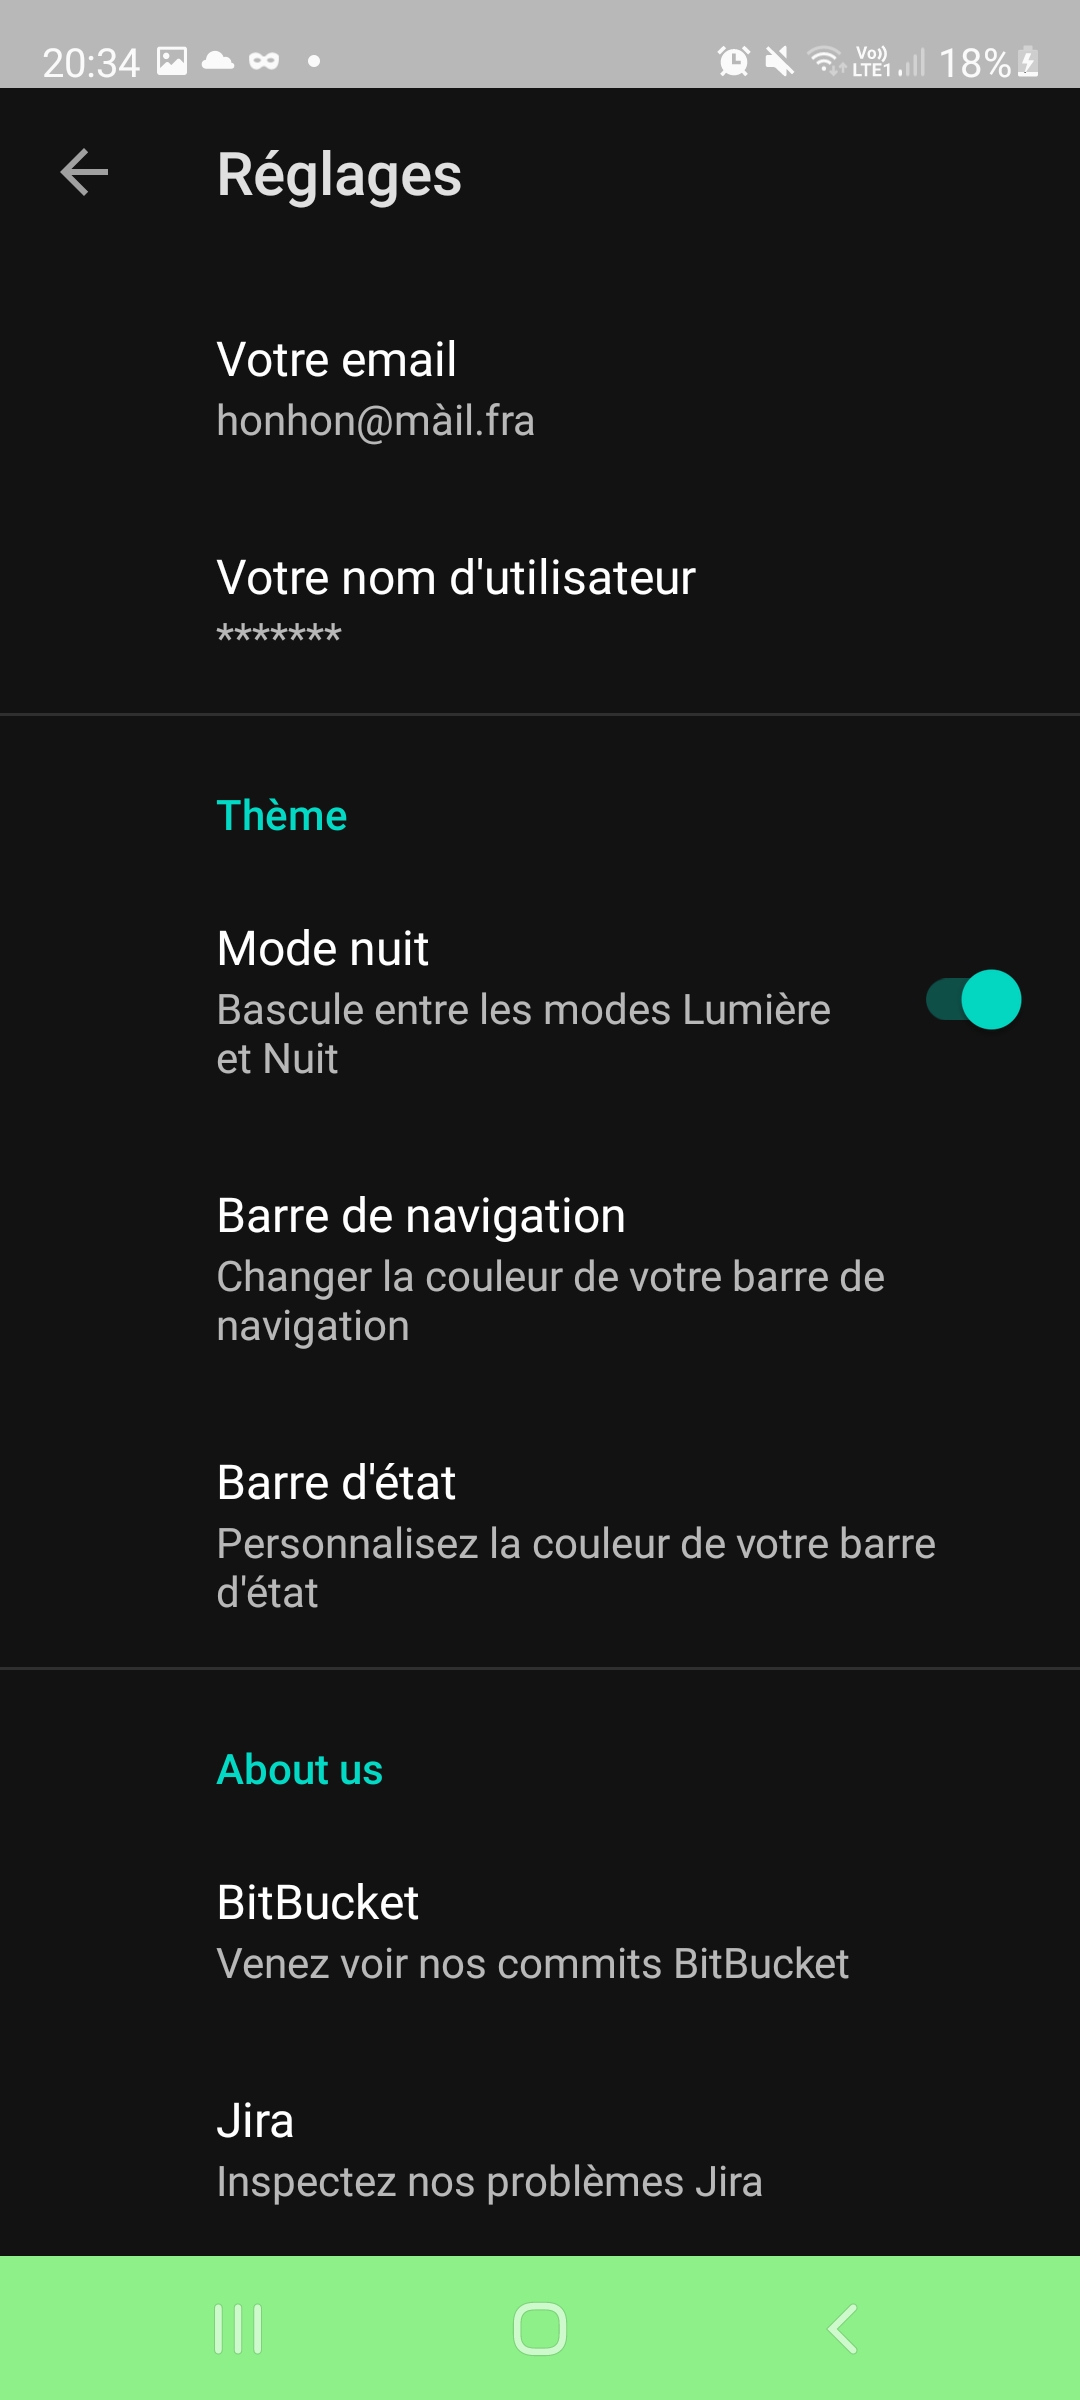 20:34 Vo)) LTE1 18%
Réglages
Votre email
honhon@màil.fra
Votre nom d'utilisateur
*******
Thème
Mode nuit
Bascule entre les modes Lumière
et Nuit
Barre de navigation
Changer la couleur de votre barre de
navigation
Barre d'état
Personnalisez la couleur de votre barre
d'état
About us
BitBucket
Venez voir nos commits BitBucket
Jira
Inspectez nos problèmes Jira